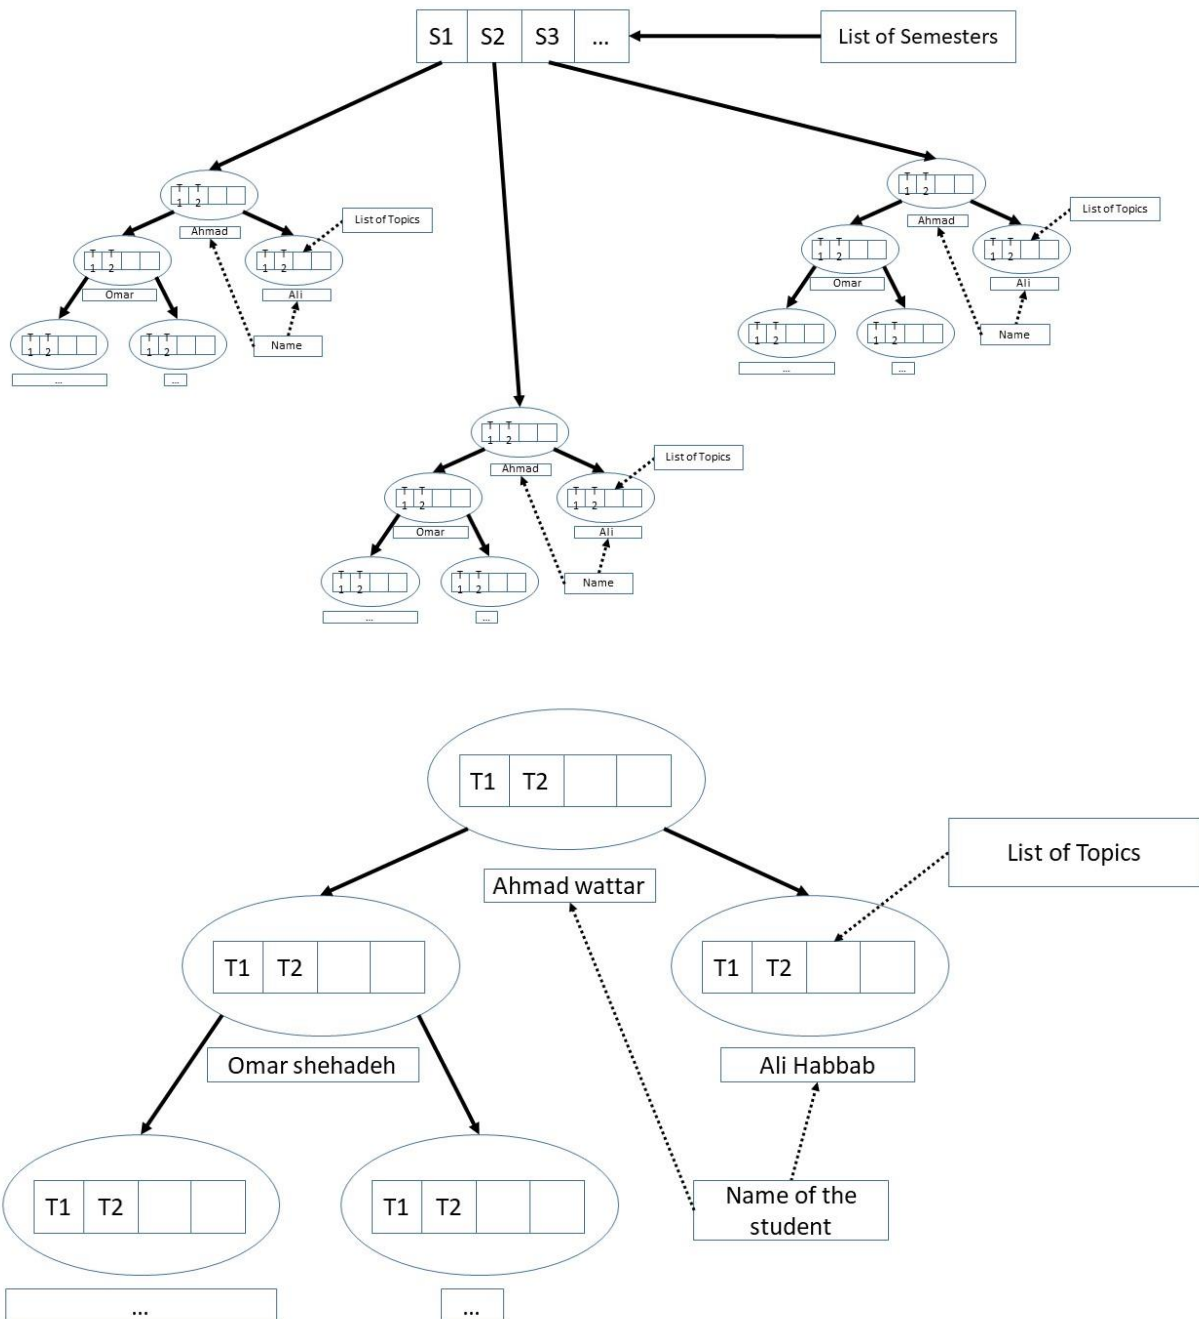 S1 S2 S3 ...
List of Semesters
T1 T2
Ahmad
List of Topics
T1 T2
T1 T2
Omar
Ali
T1 T2
T1 T2
Name
...
...
T1 T2
Ahmad
List of Topics
T1 T2
T1 T2
Omar
Ali
T1 T2
T1 T2
Name
...
...
T1 T2
Ahmad
List of Topics
T1 T2
T1 T2
Omar
Ali
T1 T2
T1 T2
Name
...
...
T1 T2
List of Topics
Ahmad wattar
T1 T2
T1 T2
Omar shehadeh
Ali Habbab
T1 T2
T1 T2
Name of the
student
...
...